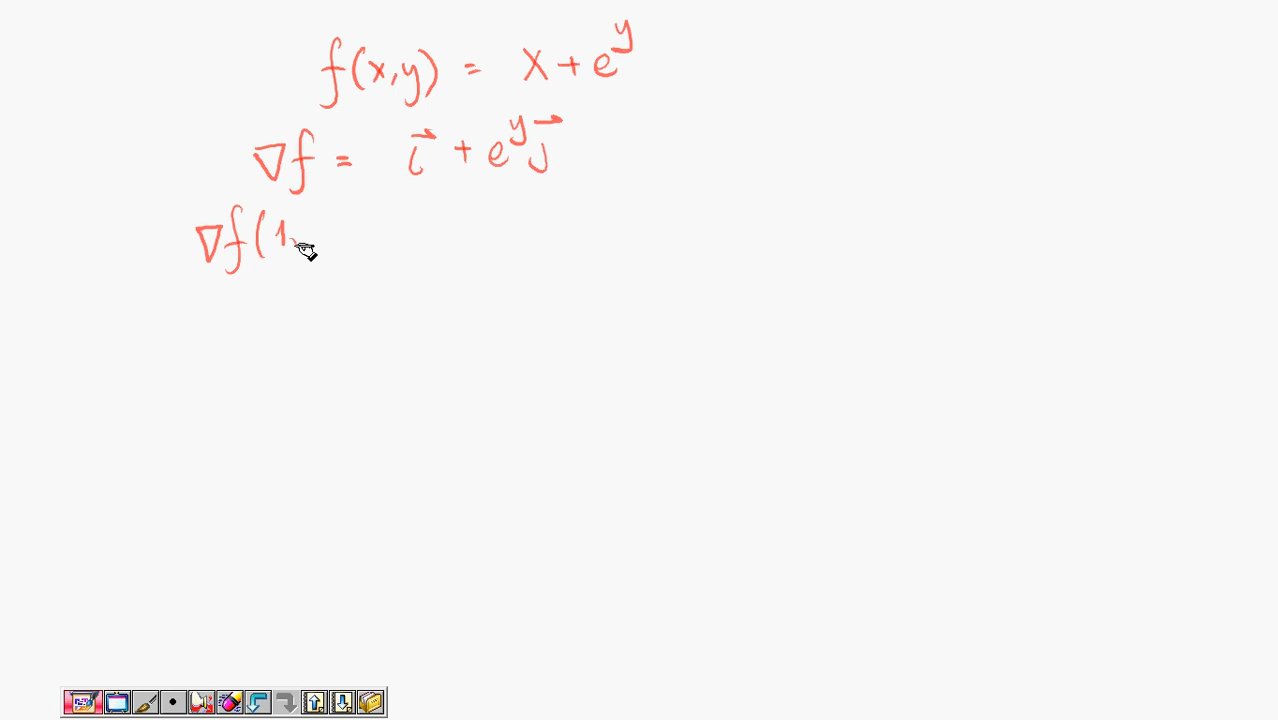 f(x,y) = x + e^y
∇f = i⃗ + e^y j⃗
∇f(1,